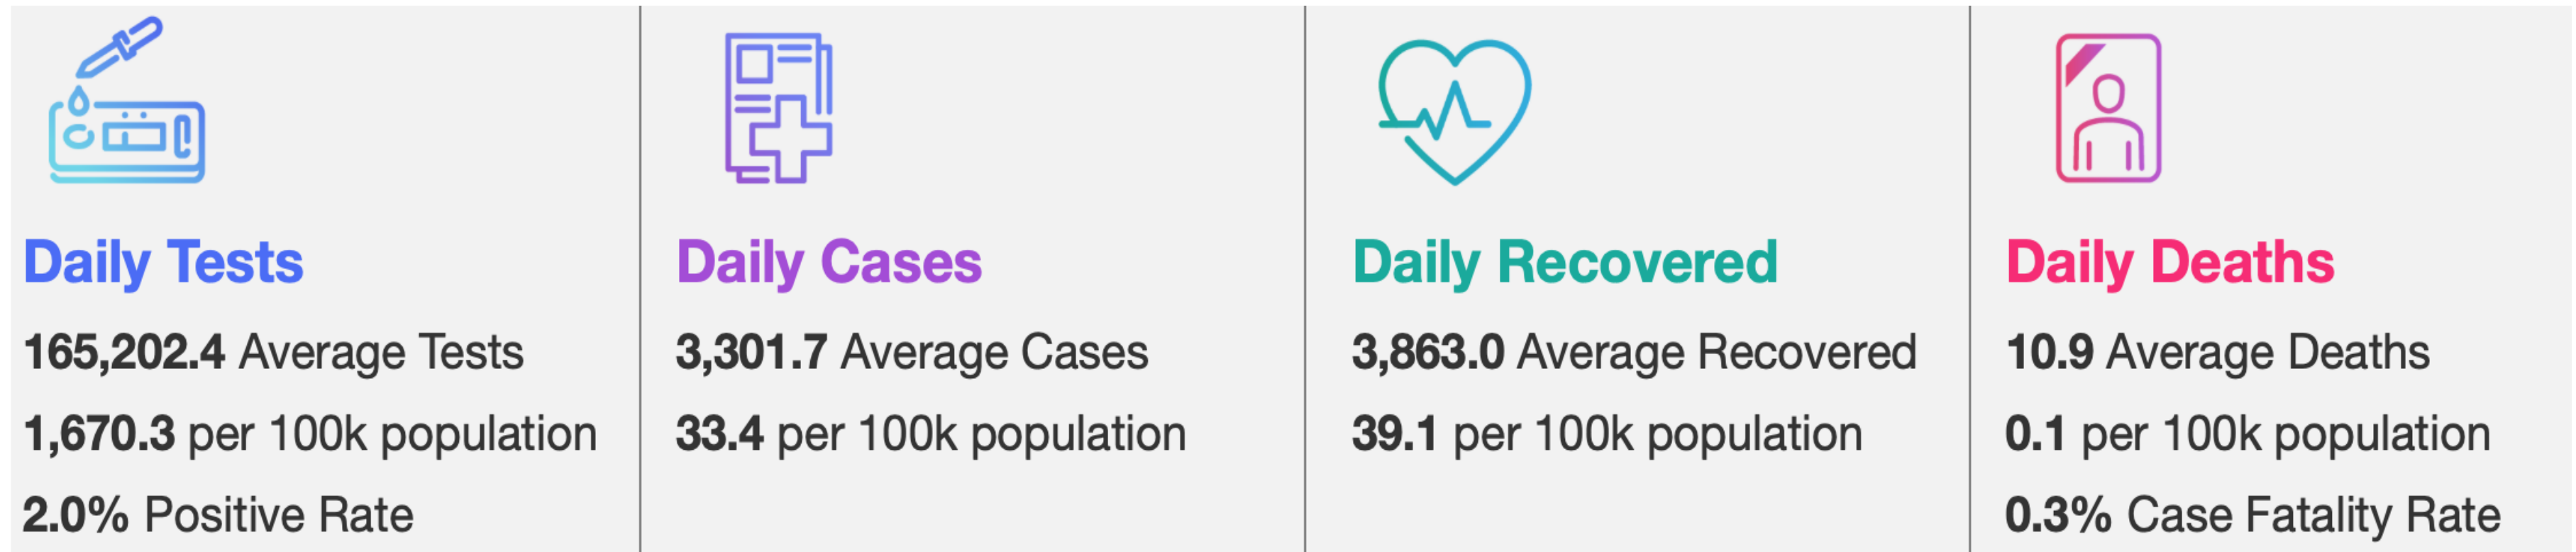 Daily Tests
165,202.4 Average Tests
1,670.3 per 100k population
2.0% Positive Rate
Daily Cases
3,301.7 Average Cases
33.4 per 100k population
Daily Recovered
3,863.0 Average Recovered
39.1 per 100k population
Daily Deaths
10.9 Average Deaths
0.1 per 100k population
0.3% Case Fatality Rate